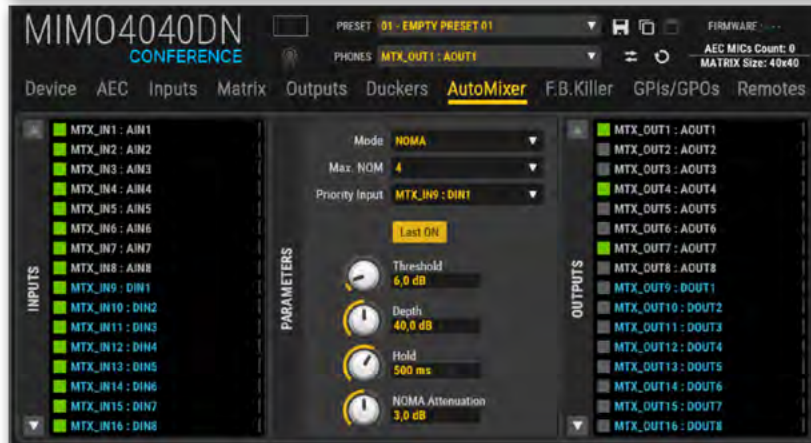 MIMO4040DN
CONFERENCE
PRESET 01 - EMPTY PRESET 01
PHONES MTX_OUT1 : AOUT1
FIRMWARE
AEC MICs Count: 0
MATRIX Size: 40x40
Device AEC Inputs Matrix Outputs Duckers AutoMixer F.B.Killer GPIs/GPOs Remotes
INPUTS
MTX_IN1 : AIN1
MTX_IN2 : AIN2
MTX_IN3 : AIN3
MTX_IN4 : AIN4
MTX_IN5 : AIN5
MTX_IN6 : AIN6
MTX_IN7 : AIN7
MTX_IN8 : AIN8
MTX_IN9 : DIN1
MTX_IN10 : DIN2
MTX_IN11 : DIN3
MTX_IN12 : DIN4
MTX_IN13 : DIN5
MTX_IN14 : DIN6
MTX_IN15 : DIN7
MTX_IN16 : DIN8
PARAMETERS
Mode NOMA
Max. NOM 4
Priority Input MTX_IN9 : DIN1
Last ON
Threshold
6,0 dB
Depth
40,0 dB
Hold
500 ms
NOMA Attenuation
3,0 dB
OUTPUTS
MTX_OUT1 : AOUT1
MTX_OUT2 : AOUT2
MTX_OUT3 : AOUT3
MTX_OUT4 : AOUT4
MTX_OUT5 : AOUT5
MTX_OUT6 : AOUT6
MTX_OUT7 : AOUT7
MTX_OUT8 : AOUT8
MTX_OUT9 : DOUT1
MTX_OUT10 : DOUT2
MTX_OUT11 : DOUT3
MTX_OUT12 : DOUT4
MTX_OUT13 : DOUT5
MTX_OUT14 : DOUT6
MTX_OUT15 : DOUT7
MTX_OUT16 : DOUT8